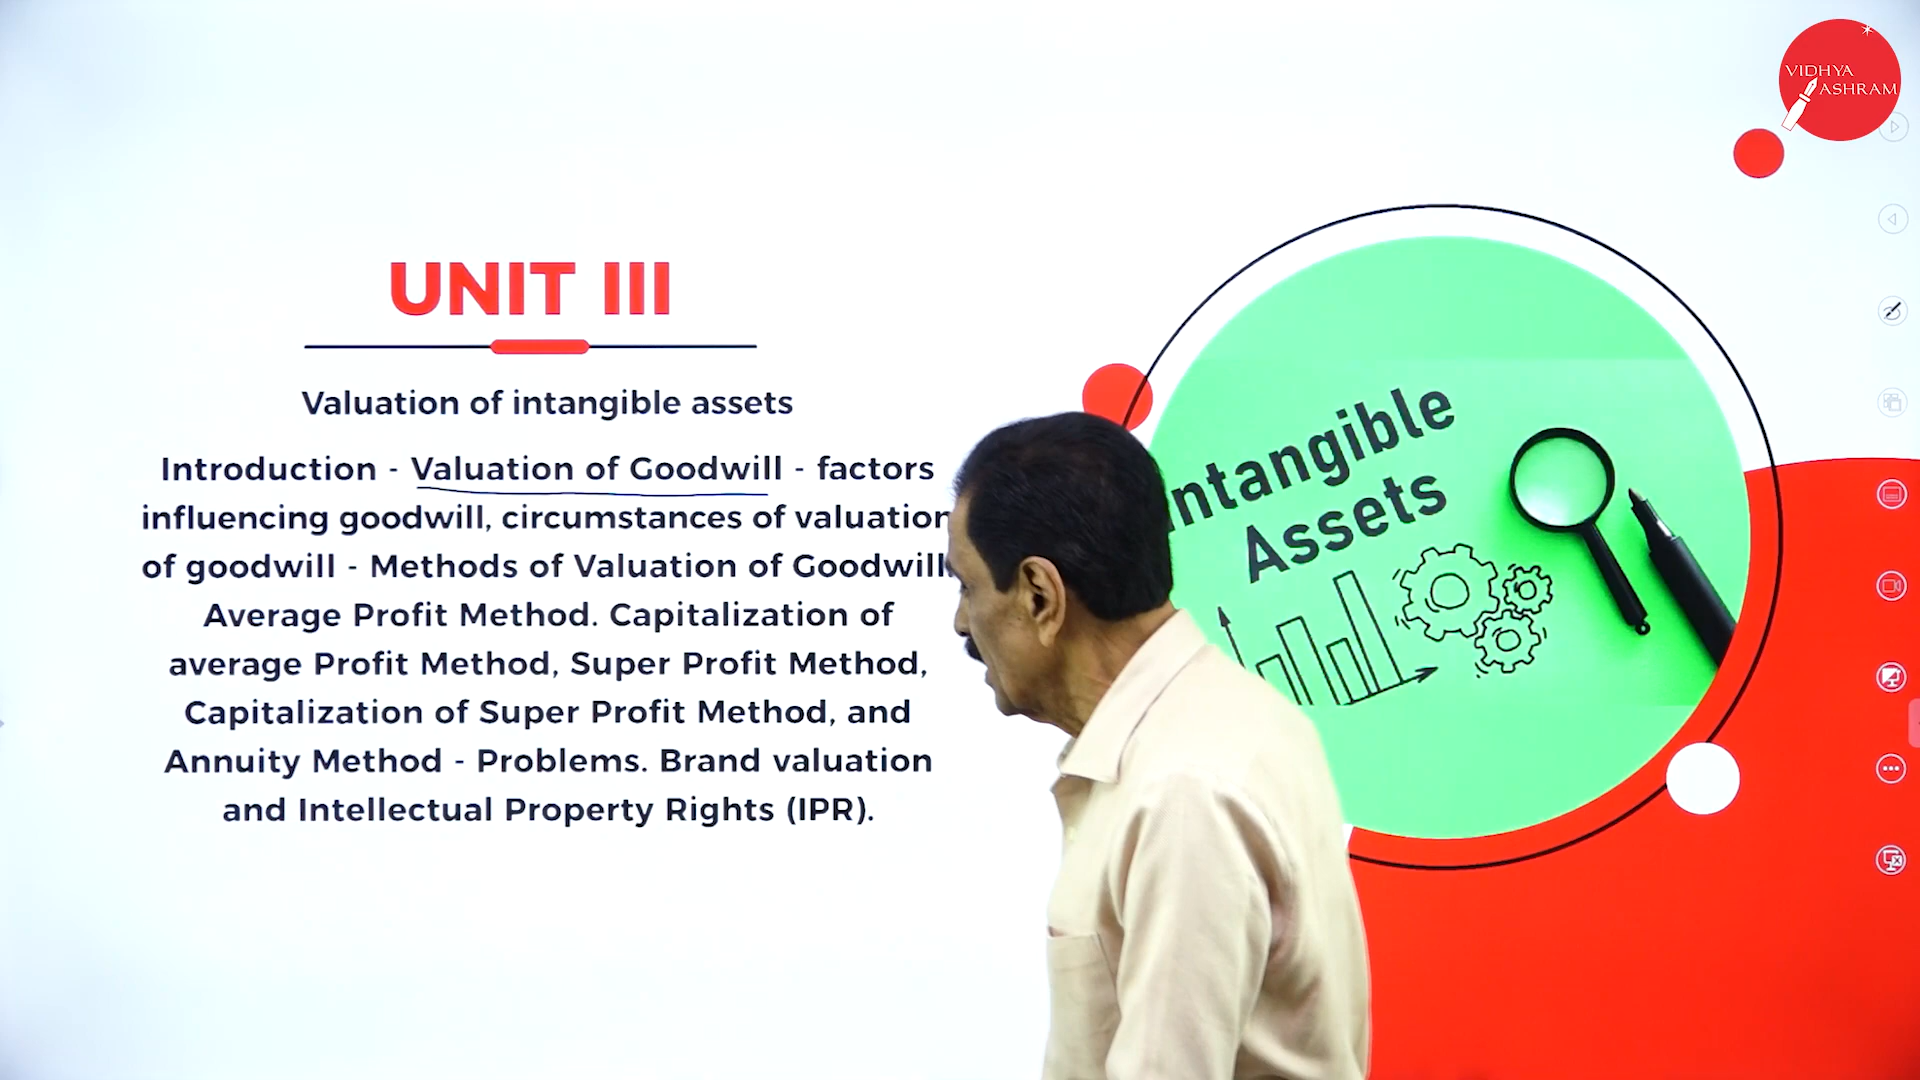 VIDHYA
ASHRAM
UNIT III
Valuation of intangible assets
Introduction - Valuation of Goodwill - factors
influencing goodwill, circumstances of valuation
of goodwill - Methods of Valuation of Goodwill.
Average Profit Method. Capitalization of
average Profit Method, Super Profit Method,
Capitalization of Super Profit Method, and
Annuity Method - Problems. Brand valuation
and Intellectual Property Rights (IPR).
Intangible
Assets